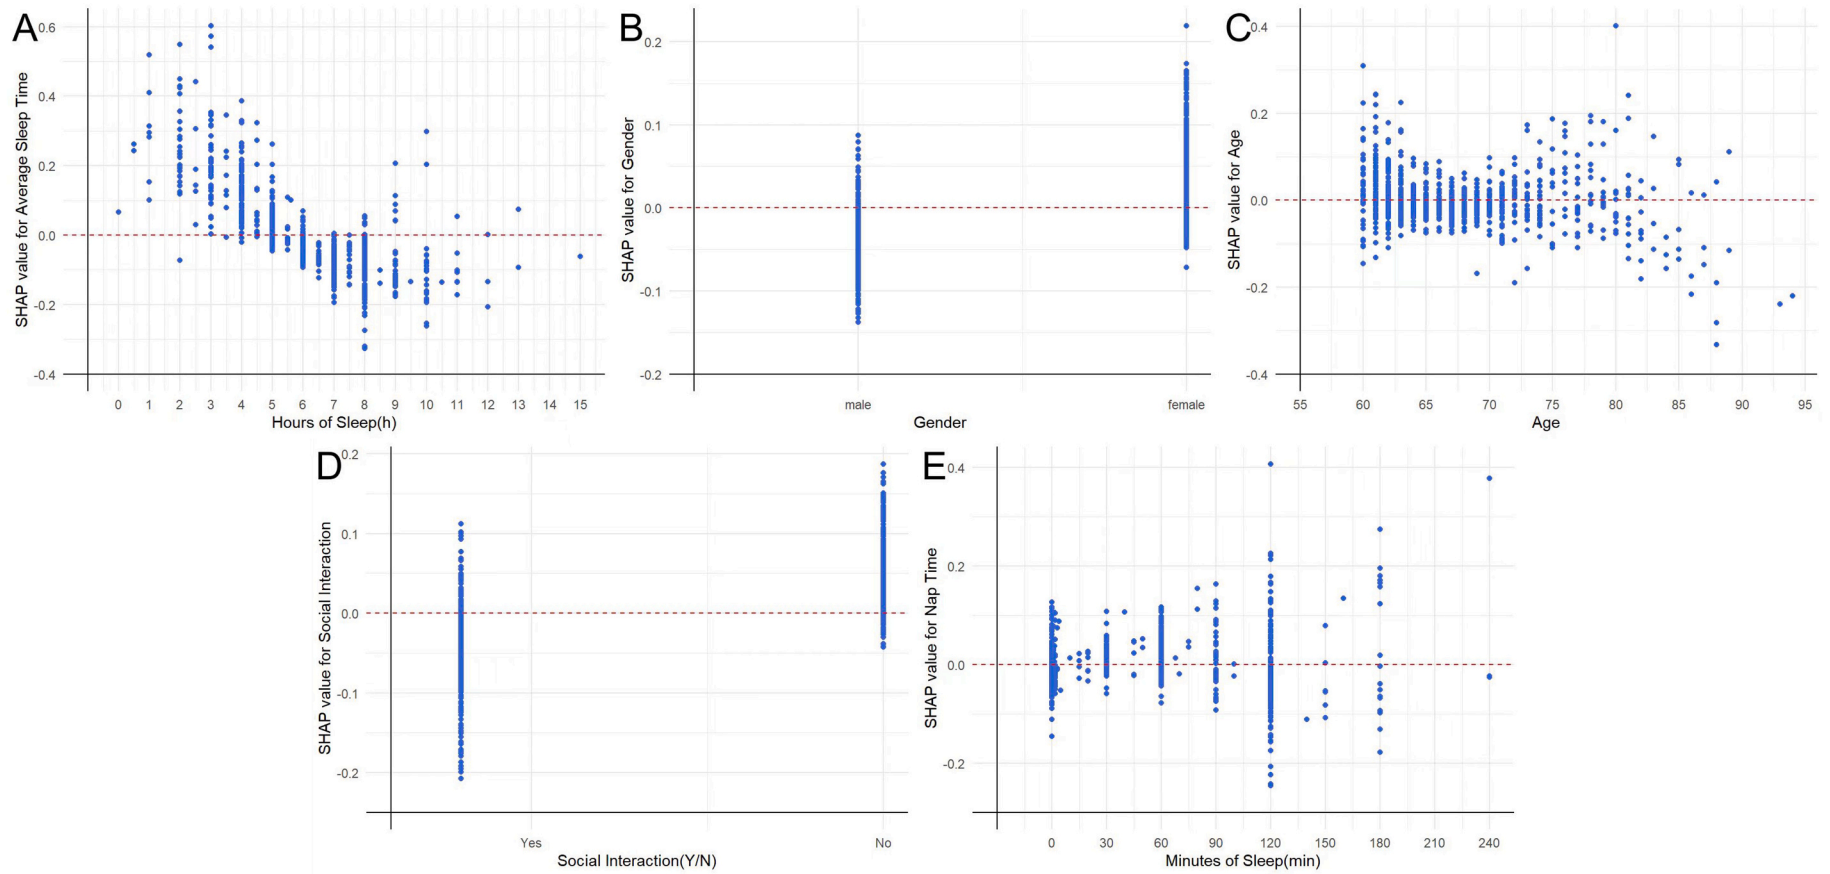 A
SHAP value for Average Sleep Time
0.6
0.4
0.2
0.0
-0.2
-0.4
0 1 2 3 4 5 6 7 8 9 10 11 12 13 14 15
Hours of Sleep(h)
B
SHAP value for Gender
0.2
0.1
0.0
-0.1
-0.2
male female
Gender
C
SHAP value for Age
0.4
0.2
0.0
-0.2
-0.4
55 60 65 70 75 80 85 90 95
Age
D
SHAP value for Social Interaction
0.2
0.1
0.0
-0.1
-0.2
Yes No
Social Interaction(Y/N)
E
SHAP value for Nap Time
0.4
0.2
0.0
-0.2
0 30 60 90 120 150 180 210 240
Minutes of Sleep(min)